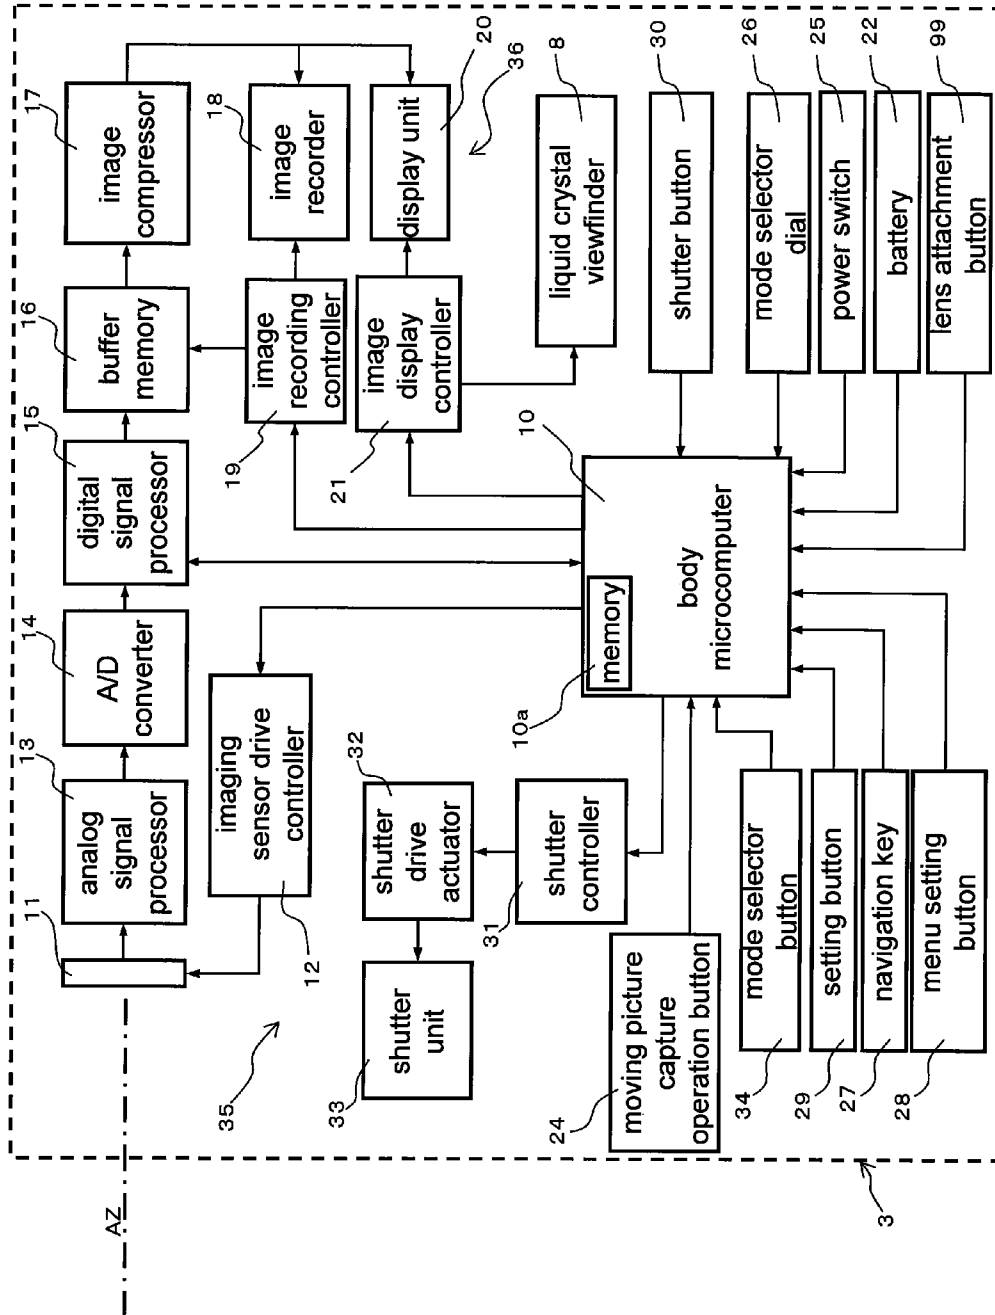 AZ
3
11
analog
signal
processor
13
A/D
converter
14
digital
signal
processor
15
buffer
memory
16
image
compressor
17
imaging
sensor drive
controller
12
image
recording
controller
19
image
recorder
18
image
display
controller
21
display unit
20
36
liquid crystal
viewfinder
8
35
shutter
unit
33
shutter
drive
actuator
32
shutter
controller
31
moving picture
capture
operation button
24
memory
10a
body
microcomputer
10
shutter button
30
mode selector
dial
26
power switch
25
battery
22
lens attachment
button
99
mode selector
button
34
setting button
29
navigation key
27
menu setting
button
28